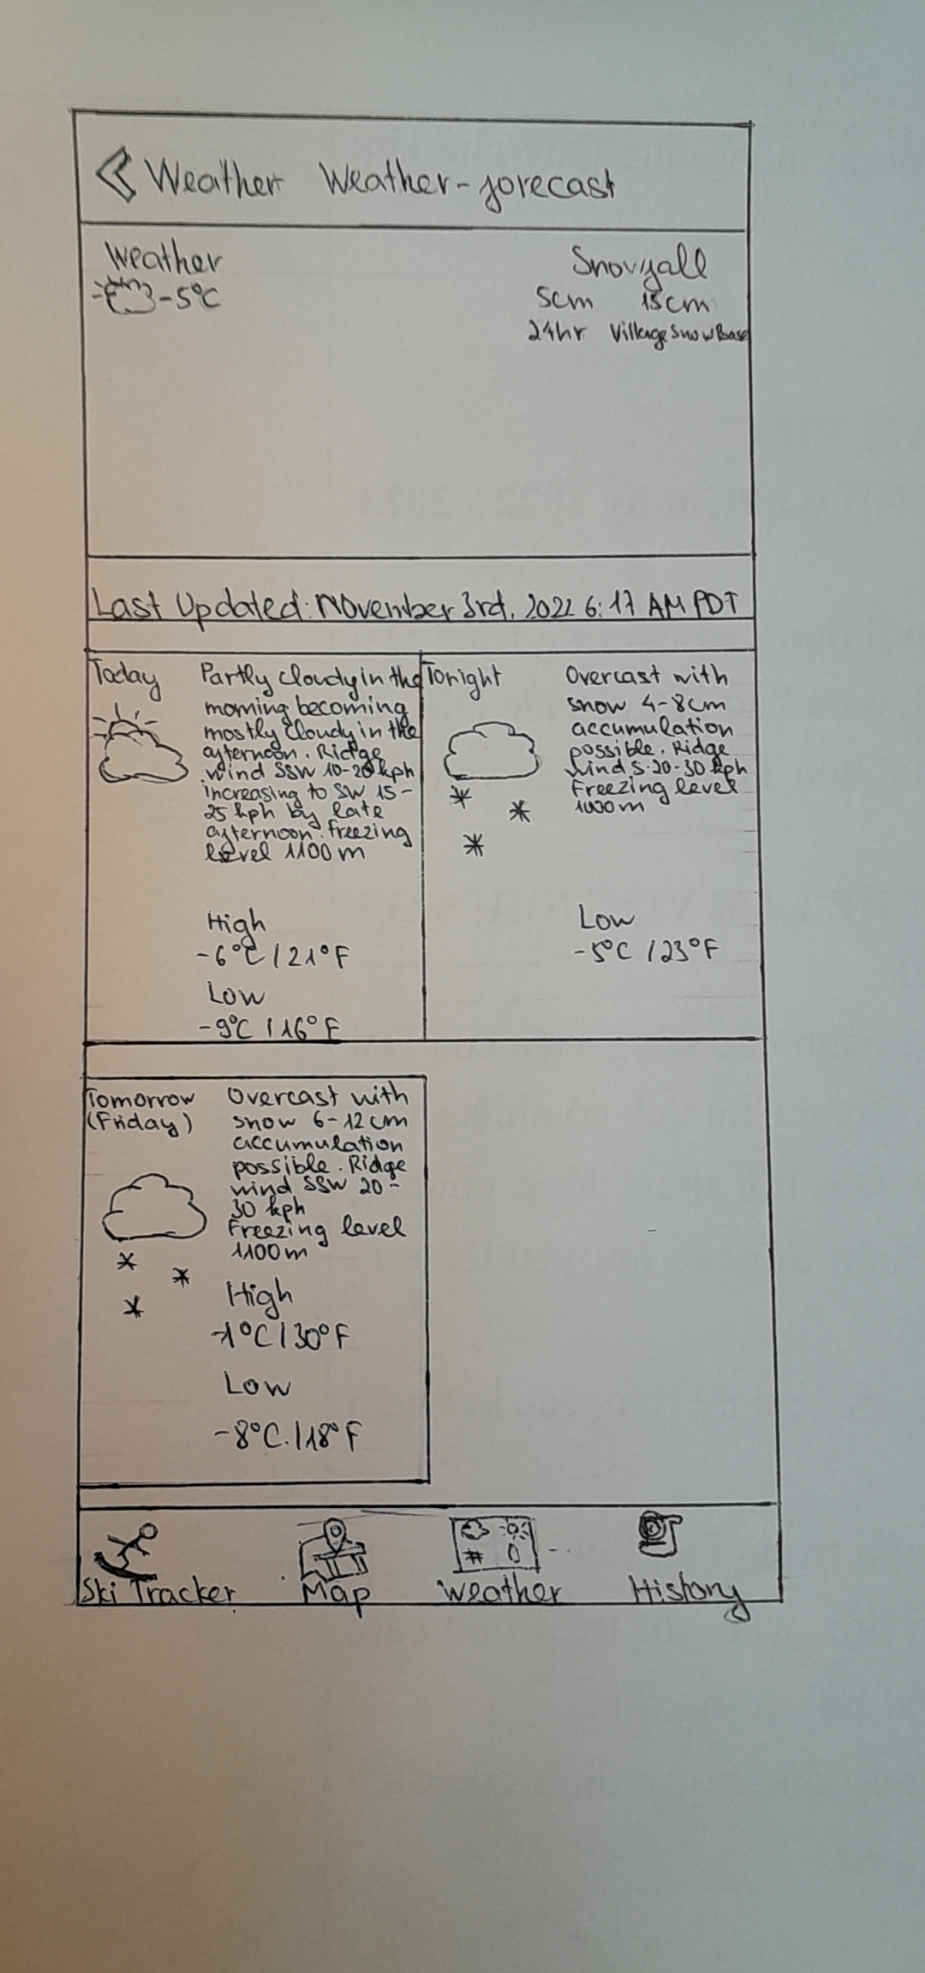 Weather Weather-forecast
Weather
-5°C
Snowfall
5cm 15cm
24hr Village Snow Base
Last Updated: November 3rd, 2022 6:17 AM PDT
Today
Partly cloudy in the
morning becoming
mostly cloudy in the
afternoon. Ridge
wind SSW 10-20 kph
increasing to SW 15-
25 kph by late
afternoon. freezing
level 1100m
High
-6°C / 21°F
Low
-9°C / 16°F
Tonight
Overcast with
snow 4-8cm
accumulation
possible. Ridge
wind S:20-30 kph
Freezing level
1000m
Low
-5°C / 23°F
Tomorrow
(Friday)
Overcast with
snow 6-12cm
accumulation
possible. Ridge
wind SSW 20-
30 kph
Freezing level
1100m
High
-1°C / 30°F
Low
-8°C. / 18°F
Ski Tracker
Map
Weather
History